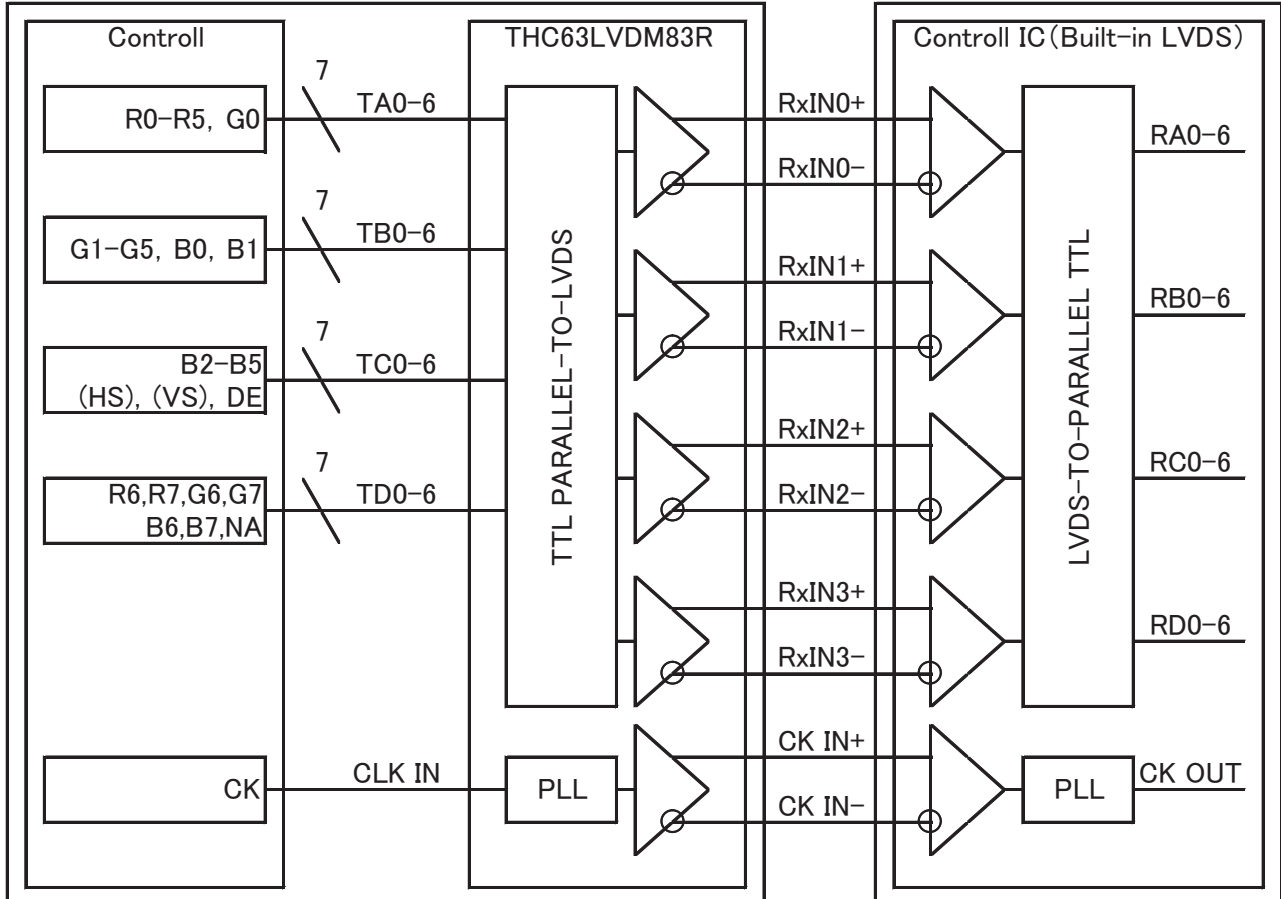 Controll
THC63LVDM83R
Controll IC(Built-in LVDS)
R0-R5, G0
7
TA0-6
RxIN0+
RxIN0-
RA0-6
G1-G5, B0, B1
7
TB0-6
RxIN1+
RxIN1-
RB0-6
B2-B5
(HS), (VS), DE
7
TC0-6
RxIN2+
RxIN2-
RC0-6
R6,R7,G6,G7
B6,B7,NA
7
TD0-6
RxIN3+
RxIN3-
RD0-6
TTL PARALLEL-TO-LVDS
LVDS-TO-PARALLEL TTL
CK
CLK IN
PLL
CK IN+
CK IN-
PLL
CK OUT